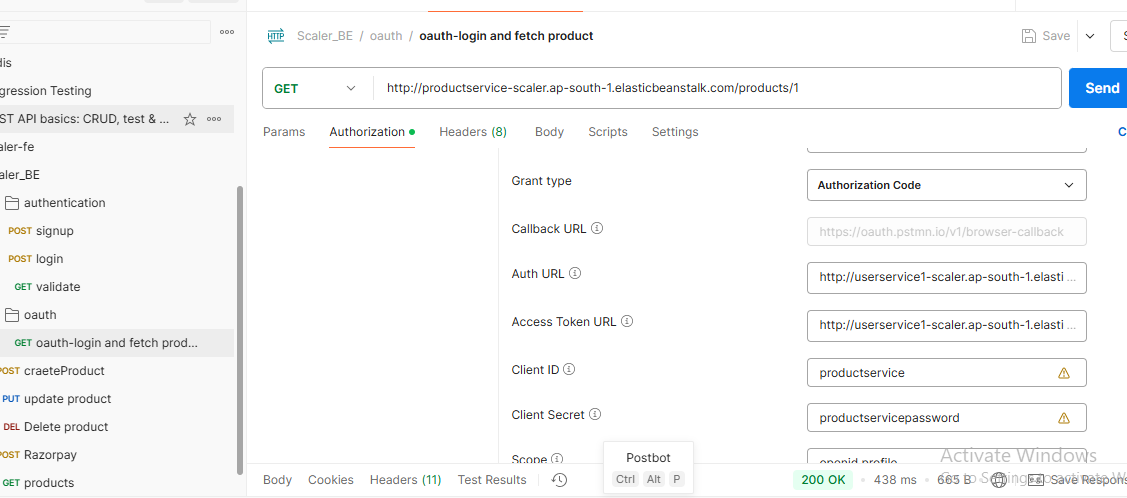 HTTP Scaler_BE / oauth / oauth-login and fetch product
Save
GET http://productservice-scaler.ap-south-1.elasticbeanstalk.com/products/1
Send
Params Authorization Headers (8) Body Scripts Settings
dis
gression Testing
ST API basics: CRUD, test & ...
aler-fe
aler_BE
authentication
POST signup
POST login
GET validate
oauth
GET oauth-login and fetch prod...
POST craeteProduct
PUT update product
DEL Delete product
POST Razorpay
GET products
Grant type Authorization Code
Callback URL https://oauth.pstmn.io/v1/browser-callback
Auth URL http://userservice1-scaler.ap-south-1.elasti ...
Access Token URL http://userservice1-scaler.ap-south-1.elasti ...
Client ID productservice
Client Secret productservicepassword
Scope openid profile
Postbot
Ctrl Alt P
Activate Windows
Go to Settings to activate W
Body Cookies Headers (11) Test Results 200 OK 438 ms 665 B Save Respons